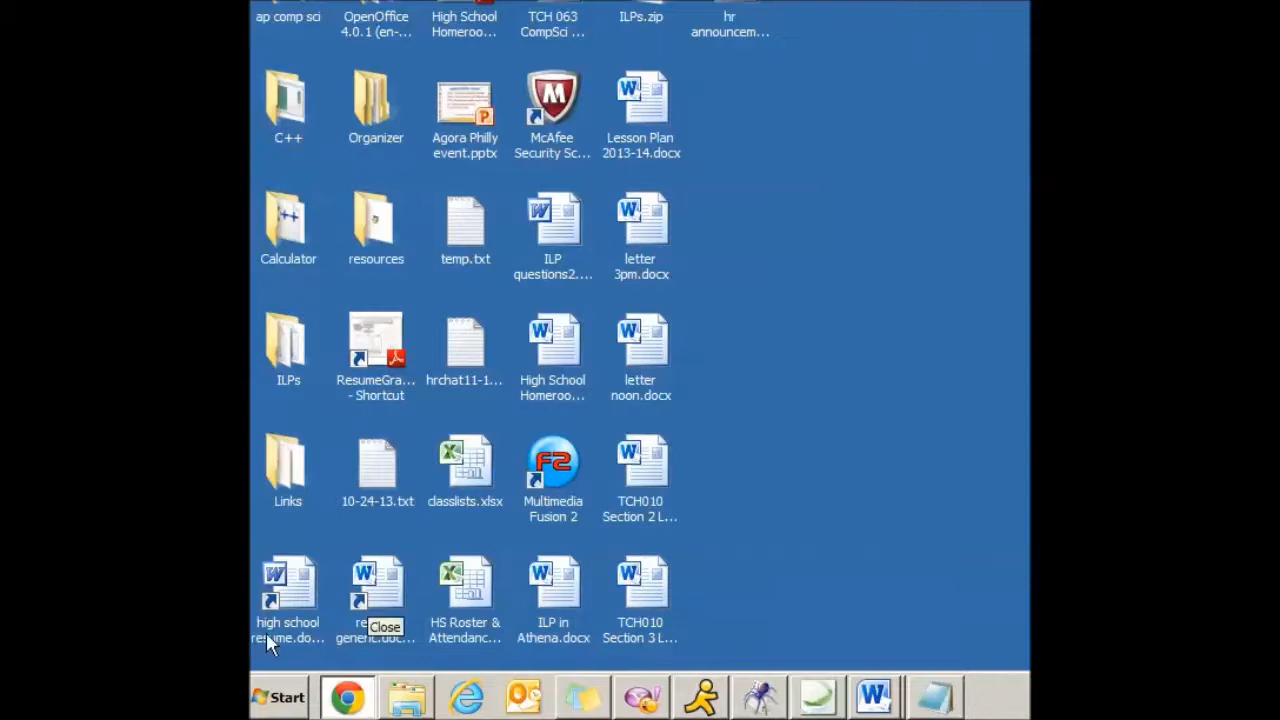 ap comp sci
OpenOffice
4.0.1 (en-...
High School
Homeroo...
TCH 063
CompSci ...
ILPs.zip
hr
announcem...
C++
Organizer
Agora Philly
event.pptx
McAfee
Security Sc...
Lesson Plan
2013-14.docx
Calculator
resources
temp.txt
ILP
questions2....
letter
3pm.docx
ILPs
ResumeGra...
- Shortcut
hrchat11-1...
High School
Homeroo...
letter
noon.docx
Links
10-24-13.txt
classlists.xlsx
Multimedia
Fusion 2
TCH010
Section 2 L...
high school
resume.do...
re
generic.doc...
Close
HS Roster &
Attendanc...
ILP in
Athena.docx
TCH010
Section 3 L...
Start